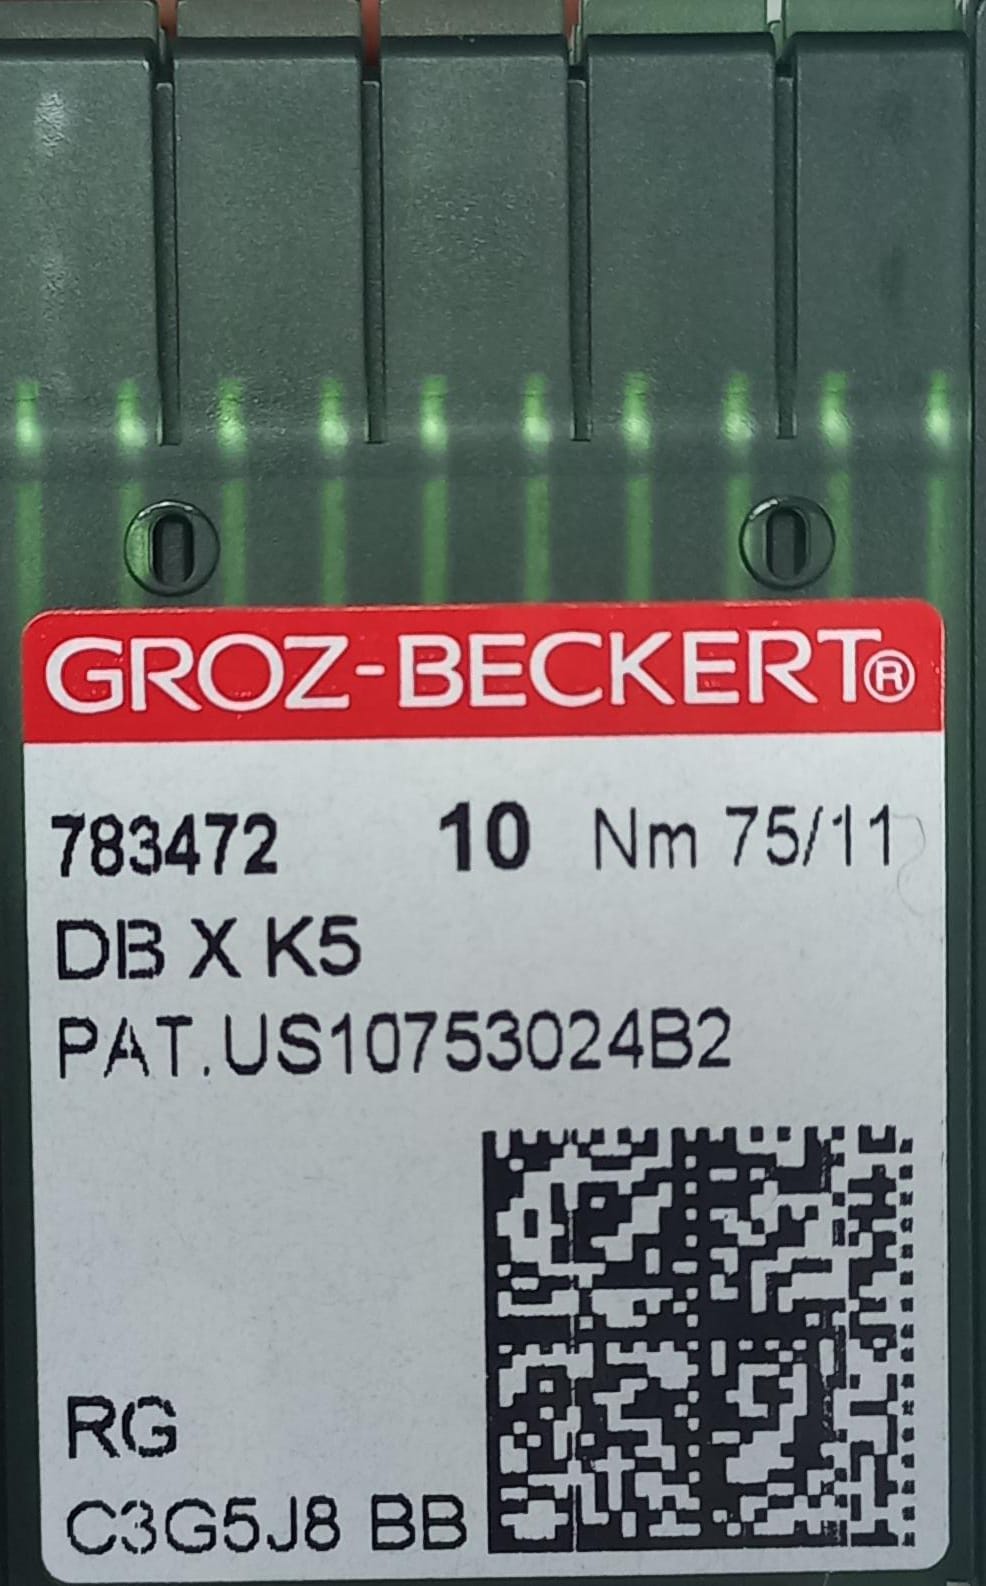 GROZ-BECKERT®
783472 10 Nm 75/11
DB X K5
PAT.US10753024B2
RG
C3G5J8 BB